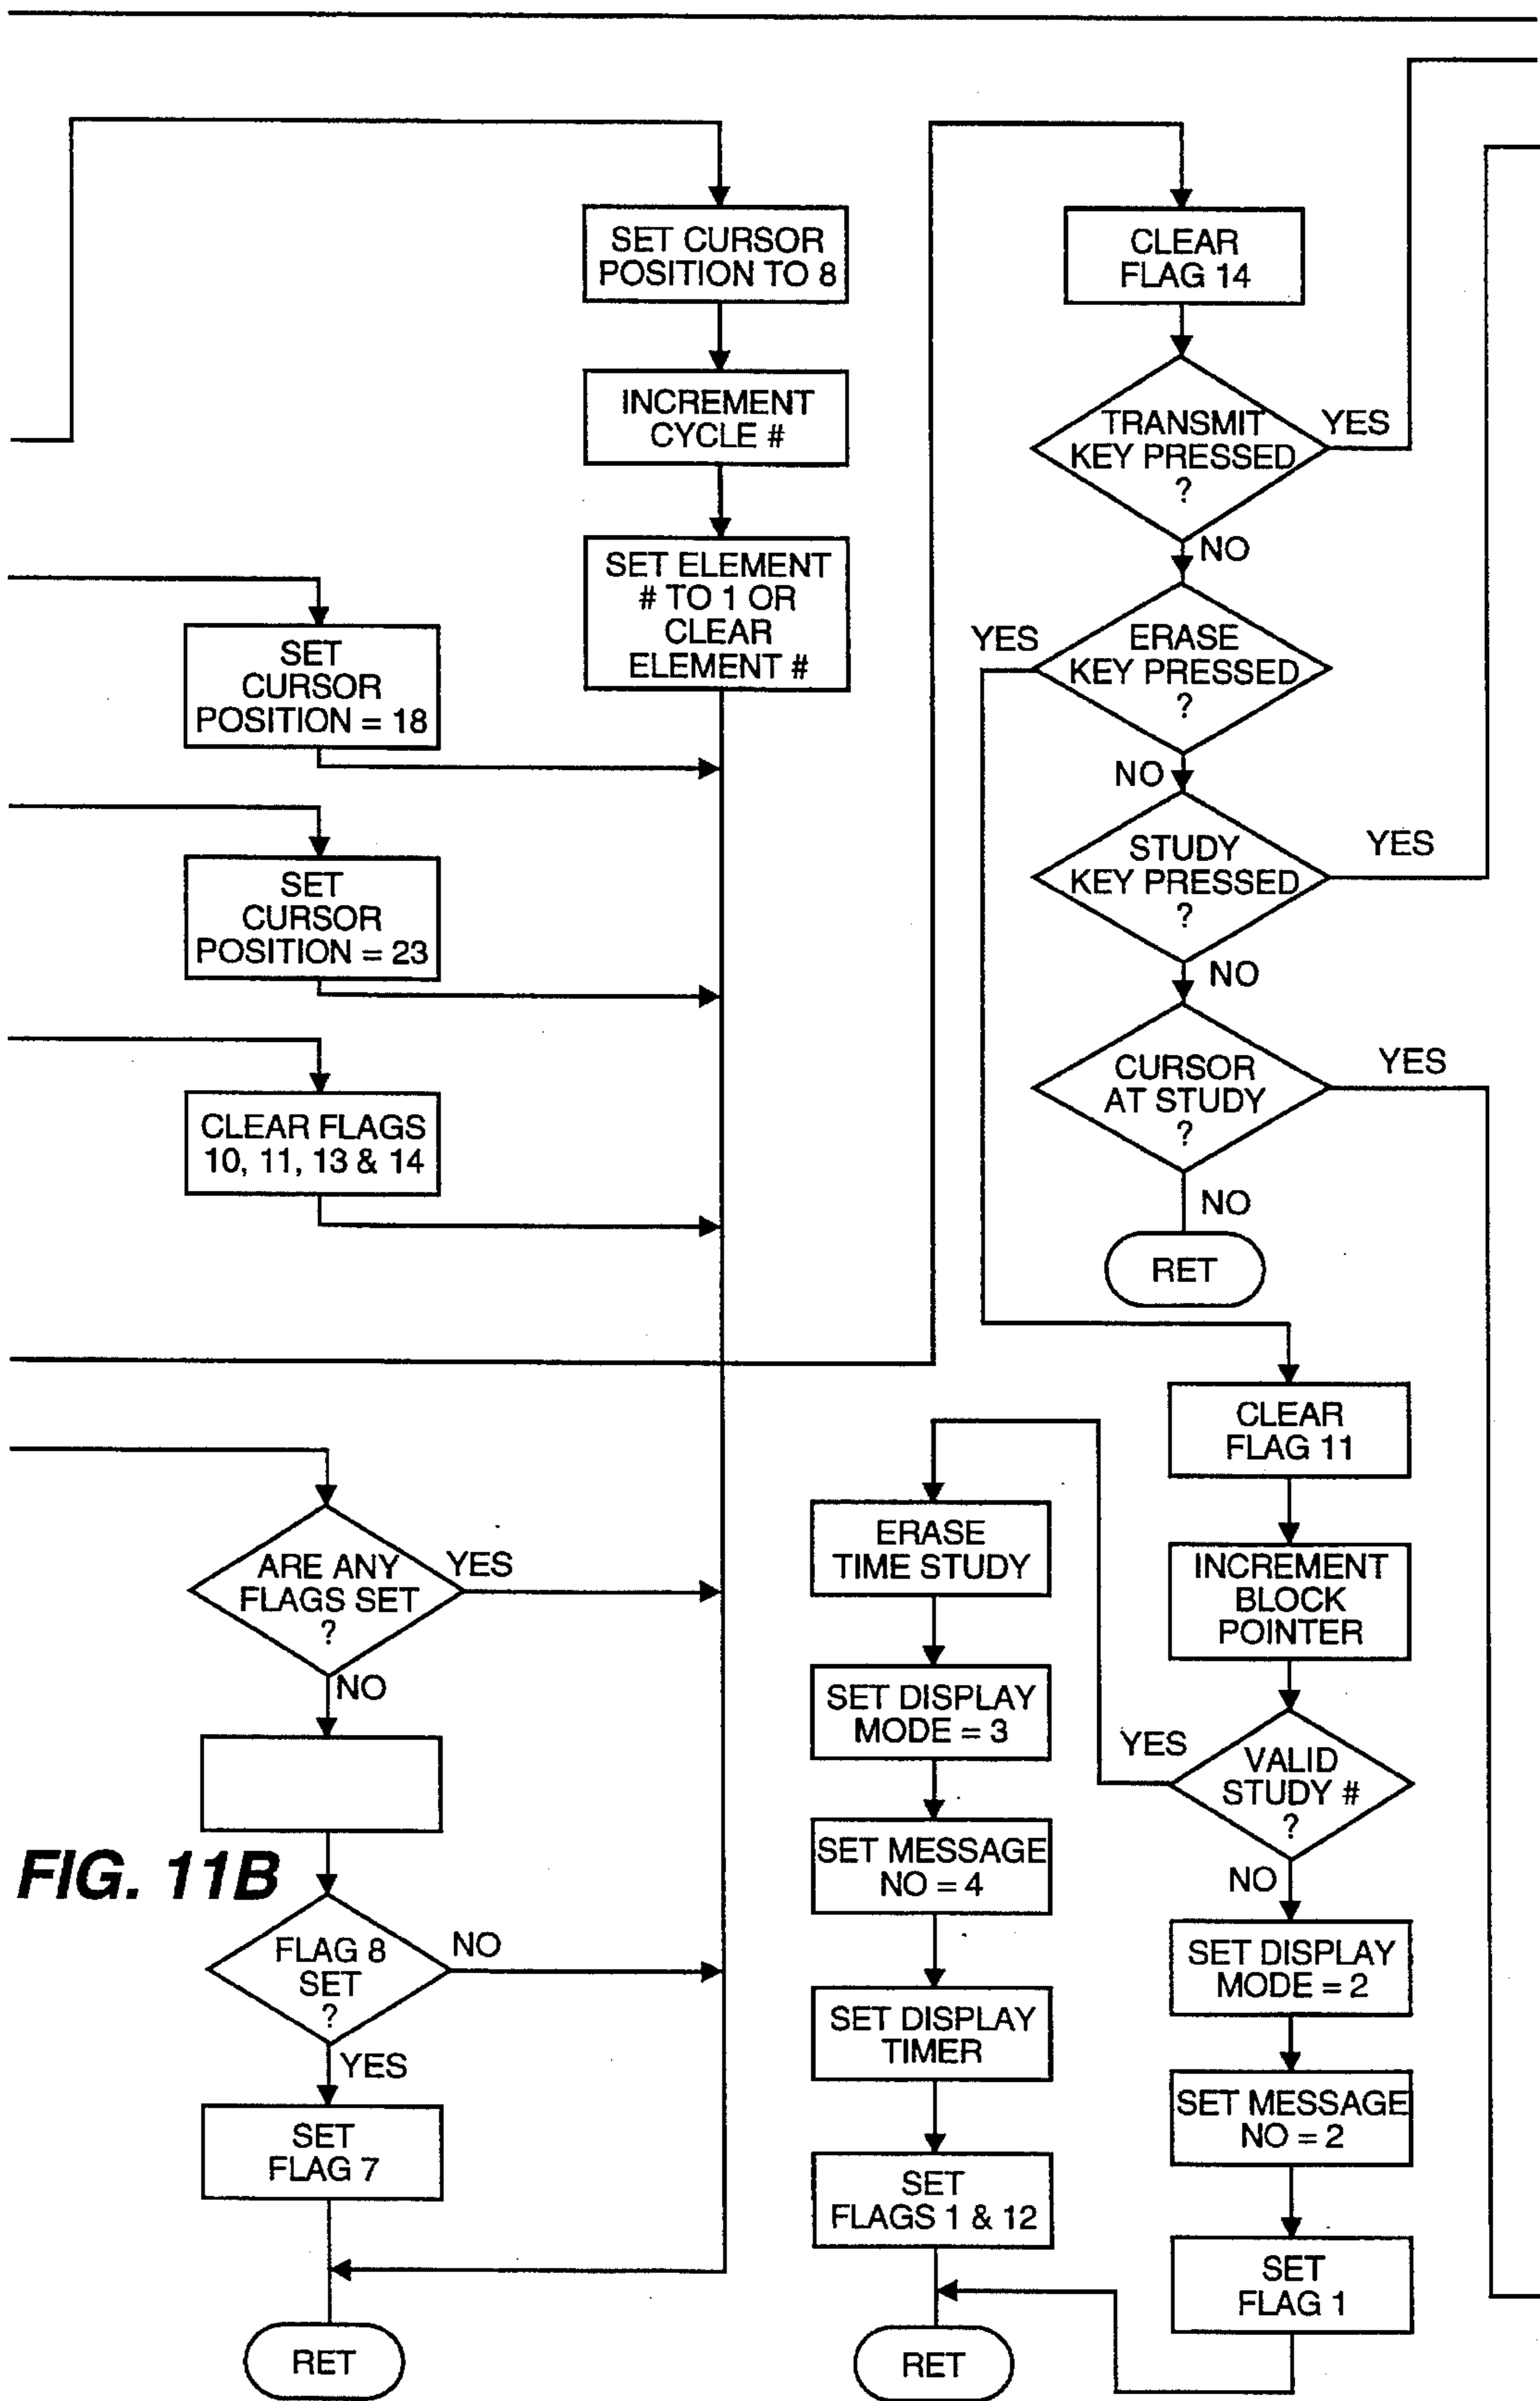 SET CURSOR
POSITION TO 8
INCREMENT
CYCLE #
SET ELEMENT
# TO 1 OR
CLEAR
ELEMENT #
SET
CURSOR
POSITION = 18
SET
CURSOR
POSITION = 23
CLEAR FLAGS
10, 11, 13 & 14
ARE ANY
FLAGS SET
?
YES
NO
FIG. 11B
FLAG 8
SET
?
NO
YES
SET
FLAG 7
RET
CLEAR
FLAG 14
TRANSMIT
KEY PRESSED
?
YES
NO
ERASE
KEY PRESSED
?
YES
NO
STUDY
KEY PRESSED
?
YES
NO
CURSOR
AT STUDY
?
YES
NO
RET
CLEAR
FLAG 11
INCREMENT
BLOCK
POINTER
VALID
STUDY #
?
YES
NO
ERASE
TIME STUDY
SET DISPLAY
MODE = 3
SET MESSAGE
NO = 4
SET DISPLAY
TIMER
SET
FLAGS 1 & 12
RET
SET DISPLAY
MODE = 2
SET MESSAGE
NO = 2
SET
FLAG 1